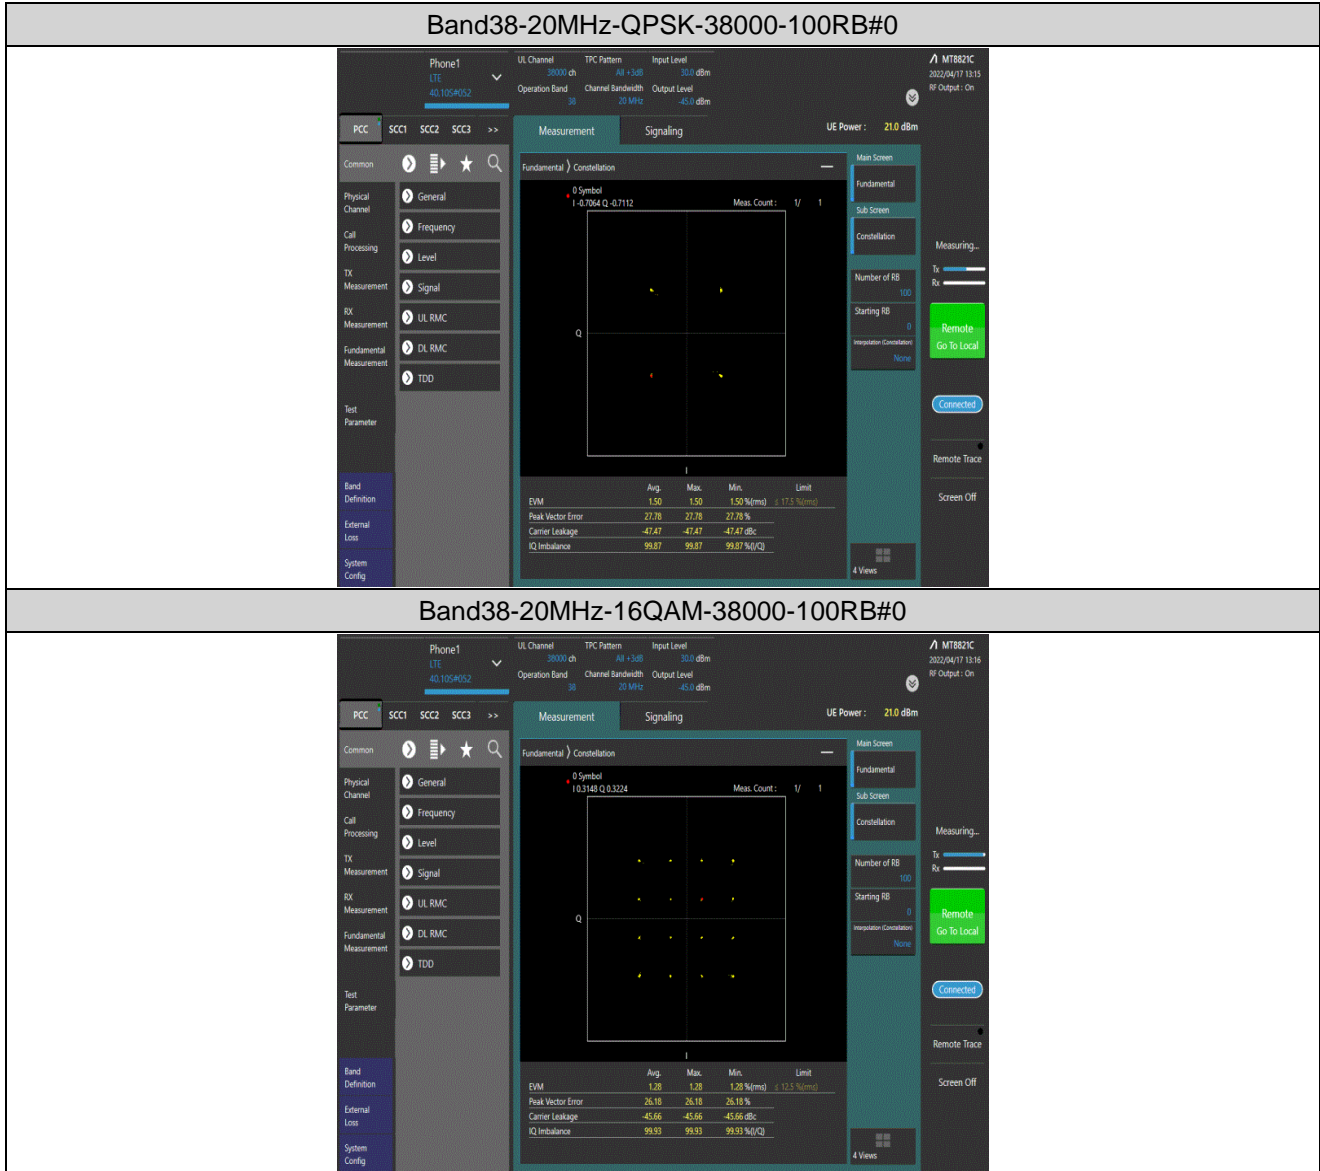 Band38-20MHz-QPSK-38000-100RB#0
Phone1
LTE
40.10S#052
UL Channel TPC Pattern Input Level
38000 ch All +3dB 30.0 dBm
Operation Band Channel Bandwidth Output Level
38 20 MHz -45.0 dBm
MT8821C
2022/04/17 13:15
RF Output : On
PCC SCC1 SCC2 SCC3 >>
Measurement Signaling
UE Power : 21.0 dBm
Common
Physical Channel
Call Processing
TX Measurement
RX Measurement
Fundamental Measurement
Test Parameter
Band Definition
External Loss
System Config
General
Frequency
Level
Signal
UL RMC
DL RMC
TDD
Fundamental 〉 Constellation
0 Symbol
I -0.7064 Q -0.7112 Meas. Count : 1/ 1
Q
I
Avg. Max. Min. Limit
EVM 1.50 1.50 1.50 %(rms) ≤ 17.5 %(rms)
Peak Vector Error 27.78 27.78 27.78 %
Carrier Leakage -47.47 -47.47 -47.47 dBc
IQ Imbalance 99.87 99.87 99.87 %(I/Q)
Main Screen
Fundamental
Sub Screen
Constellation
Number of RB
100
Starting RB
0
Interpolation (Constellation)
None
4 Views
Measuring...
Tx
Rx
Remote
Go To Local
Connected
Remote Trace
Screen Off
Band38-20MHz-16QAM-38000-100RB#0
Phone1
LTE
40.10S#052
UL Channel TPC Pattern Input Level
38000 ch All +3dB 30.0 dBm
Operation Band Channel Bandwidth Output Level
38 20 MHz -45.0 dBm
MT8821C
2022/04/17 13:16
RF Output : On
PCC SCC1 SCC2 SCC3 >>
Measurement Signaling
UE Power : 21.0 dBm
Common
Physical Channel
Call Processing
TX Measurement
RX Measurement
Fundamental Measurement
Test Parameter
Band Definition
External Loss
System Config
General
Frequency
Level
Signal
UL RMC
DL RMC
TDD
Fundamental 〉 Constellation
0 Symbol
I 0.3148 Q 0.3224 Meas. Count : 1/ 1
Q
I
Avg. Max. Min. Limit
EVM 1.28 1.28 1.28 %(rms) ≤ 12.5 %(rms)
Peak Vector Error 26.18 26.18 26.18 %
Carrier Leakage -45.66 -45.66 -45.66 dBc
IQ Imbalance 99.93 99.93 99.93 %(I/Q)
Main Screen
Fundamental
Sub Screen
Constellation
Number of RB
100
Starting RB
0
Interpolation (Constellation)
None
4 Views
Measuring...
Tx
Rx
Remote
Go To Local
Connected
Remote Trace
Screen Off